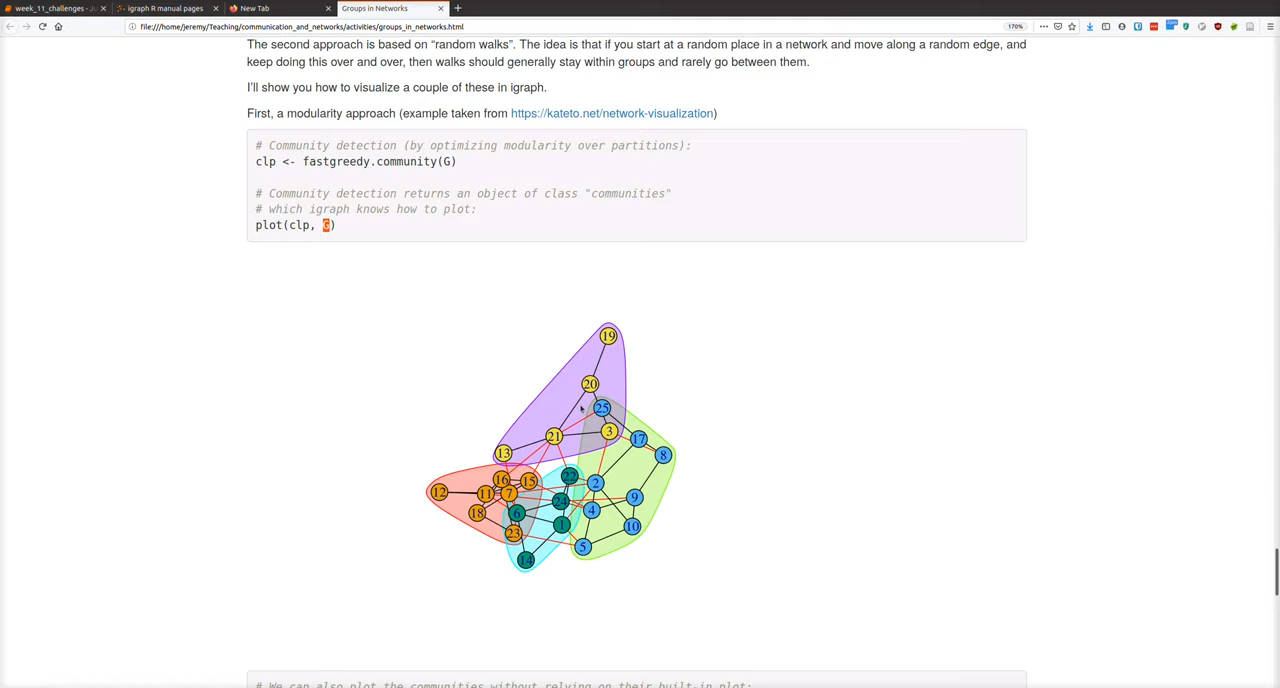 week_11_challenges - Ju
igraph R manual pages
New Tab
Groups in Networks
file:///home/jeremy/Teaching/communication_and_networks/activities/groups_in_networks.html
170%
The second approach is based on “random walks”. The idea is that if you start at a random place in a network and move along a random edge, and
keep doing this over and over, then walks should generally stay within groups and rarely go between them.
I’ll show you how to visualize a couple of these in igraph.
First, a modularity approach (example taken from https://kateto.net/network-visualization)
# Community detection (by optimizing modularity over partitions):
clp <- fastgreedy.community(G)
# Community detection returns an object of class "communities"
# which igraph knows how to plot:
plot(clp, G)
19
20
25
3
21
17
13
8
16
15
22
2
12
11
7
24
9
18
6
4
1
10
23
5
14
# We can also plot the communities without relying on their built-in plot: